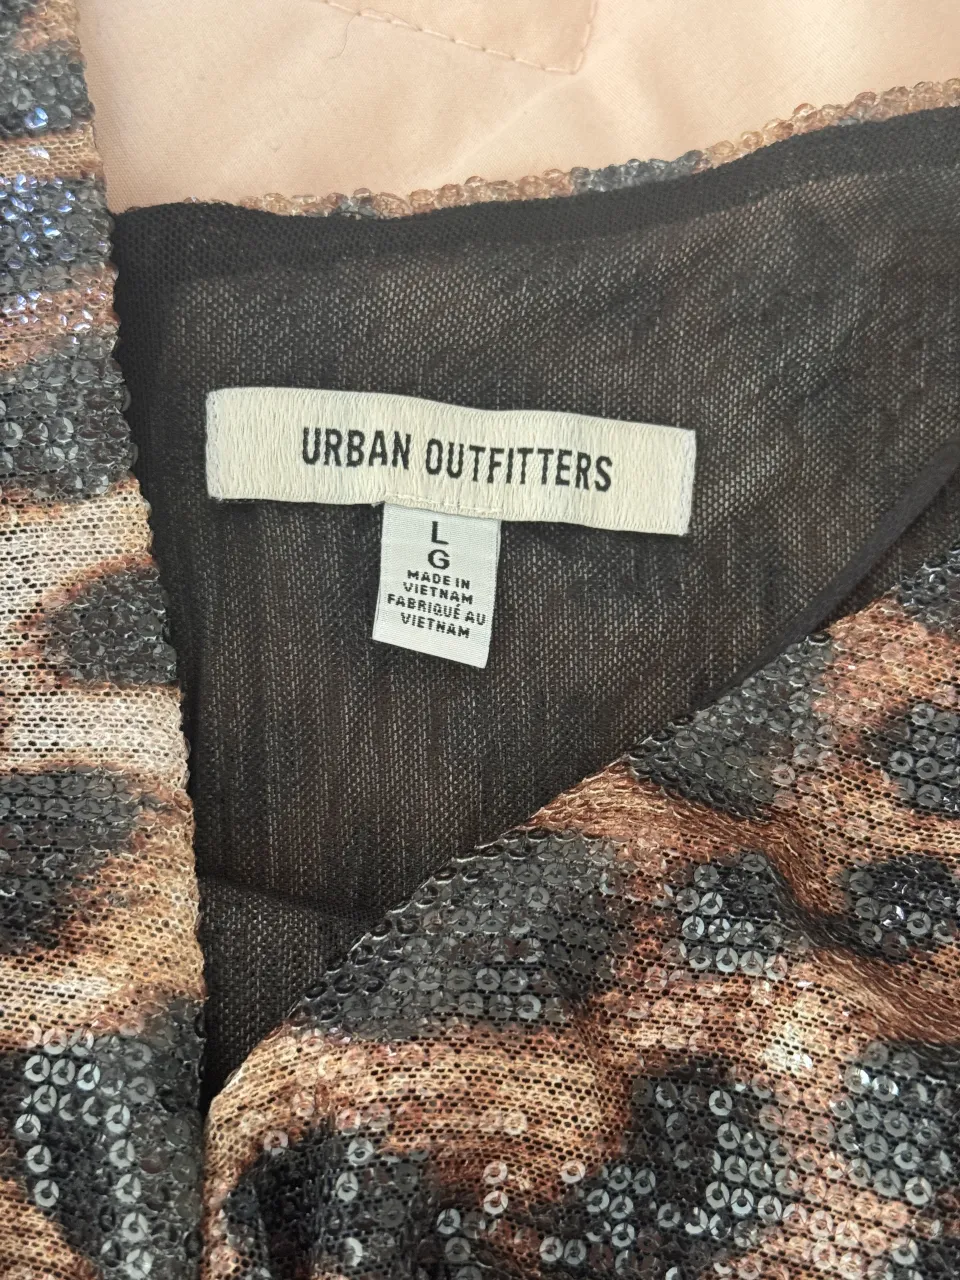 URBAN OUTFITTERS
L
G
MADE IN
VIETNAM
FABRIQUÉ AU
VIETNAM